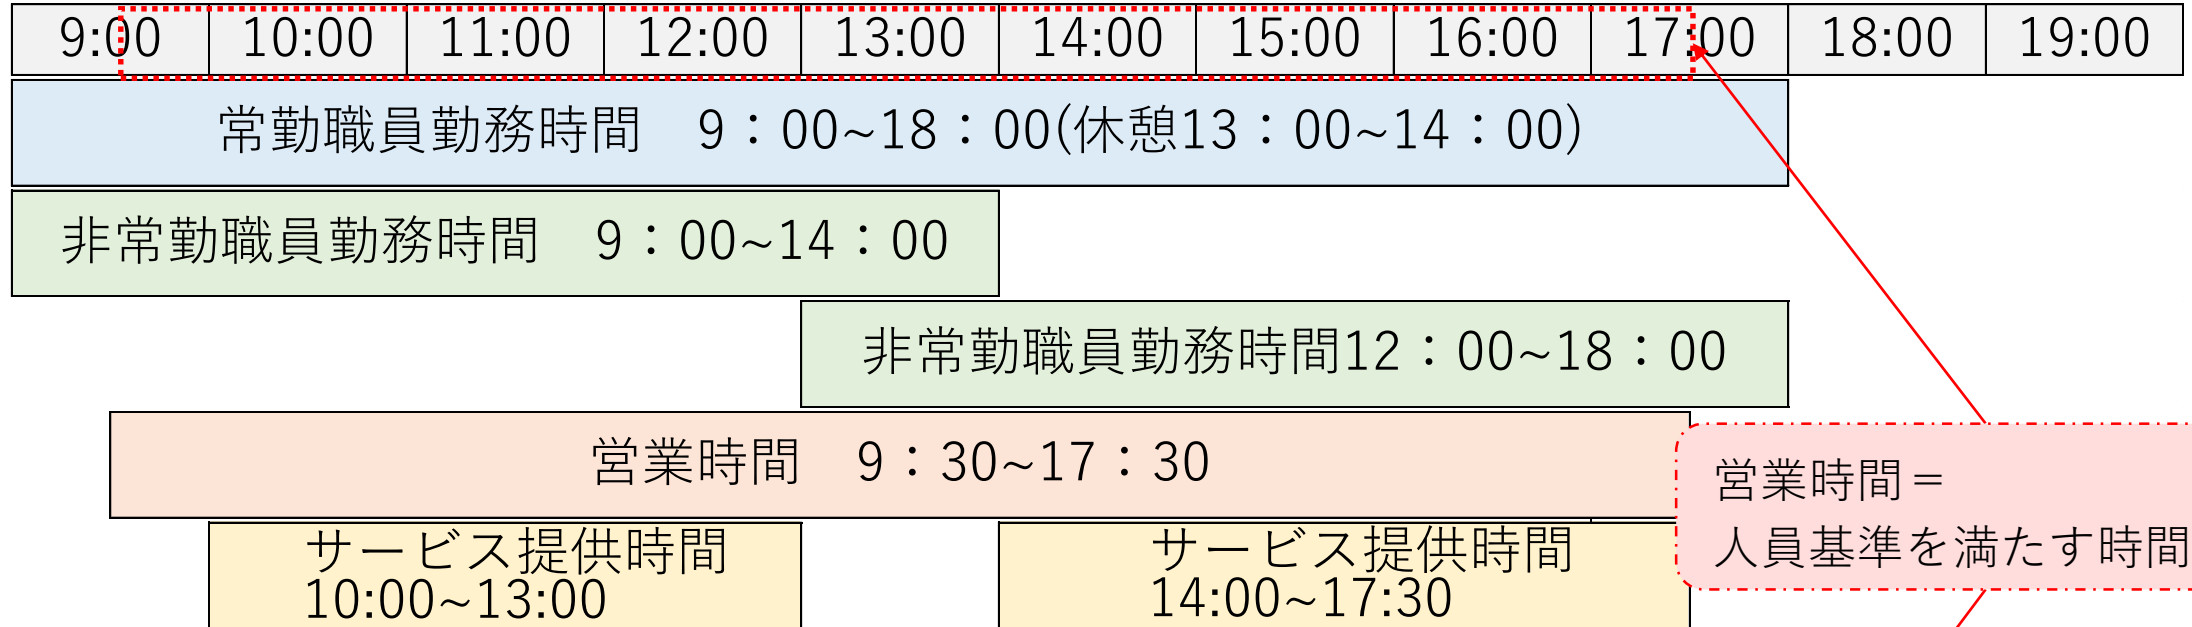 9:00 10:00 11:00 12:00 13:00 14:00 15:00 16:00 17:00 18:00 19:00
常勤職員勤務時間　9：00~18：00(休憩13：00~14：00)
非常勤職員勤務時間　9：00~14：00
非常勤職員勤務時間12：00~18：00
営業時間　9：30~17：30
営業時間＝
人員基準を満たす時間
サービス提供時間
10:00~13:00
サービス提供時間
14:00~17:30